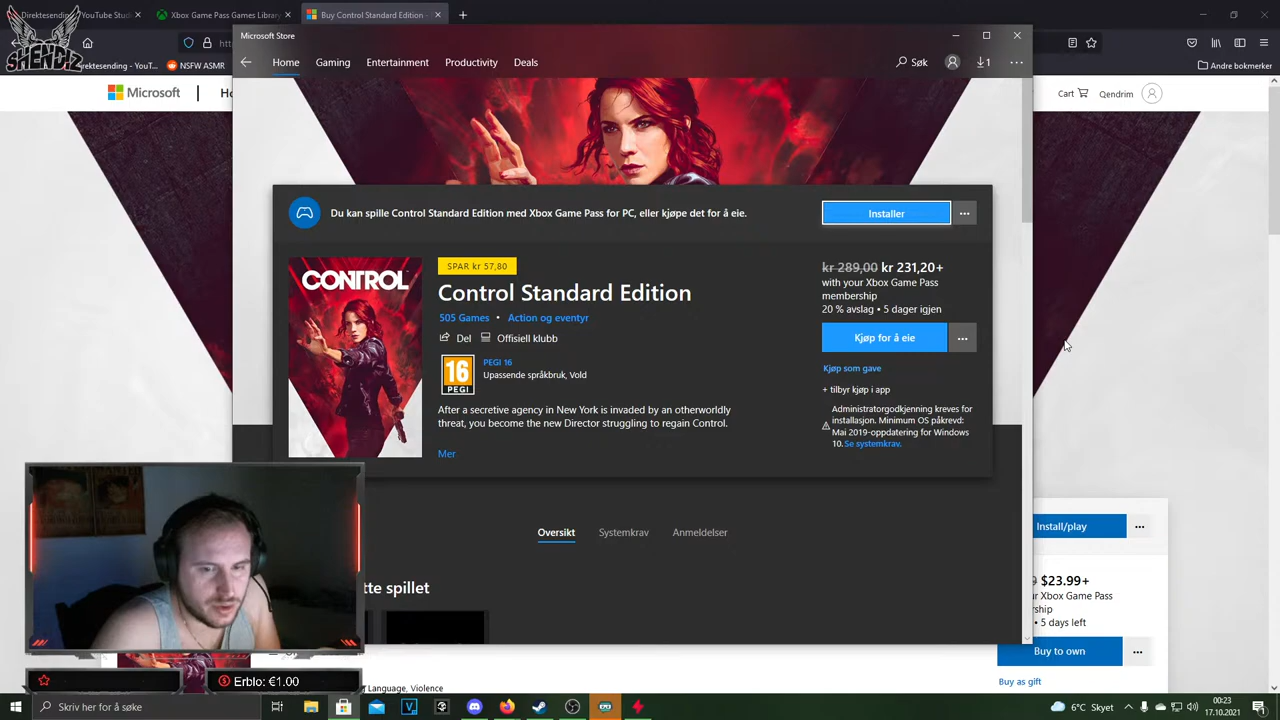 Direktesending - YouTube Studi
Xbox Game Pass Games Library
Buy Control Standard Edition -
SHENDIZ
rektesending - YouT...
NSFW ASMR
Andre bokmerker
Microsoft
Cart
Qendrim
Microsoft Store
Home
Gaming
Entertainment
Productivity
Deals
Søk
1
Du kan spille Control Standard Edition med Xbox Game Pass for PC, eller kjøpe det for å eie.
Installer
CONTROL
SPAR kr 57,80
Control Standard Edition
505 Games • Action og eventyr
Del
Offisiell klubb
16
PEGI
PEGI 16
Upassende språkbruk, Vold
After a secretive agency in New York is invaded by an otherworldly
threat, you become the new Director struggling to regain Control.
Mer
kr 289,00 kr 231,20+
with your Xbox Game Pass
membership
20 % avslag • 5 dager igjen
Kjøp for å eie
Kjøp som gave
+ tilbyr kjøp i app
Administratorgodkjenning kreves for
installasjon. Minimum OS påkrevd:
Mai 2019-oppdatering for Windows
10. Se systemkrav.
Oversikt
Systemkrav
Anmeldelser
tte spillet
Install/play
$23.99+
ur Xbox Game Pass
rship
• 5 days left
Buy to own
Buy as gift
Erblo: €1.00
Language, Violence
Skriv her for å søke
6°C Skyet
00:23
17.10.2021